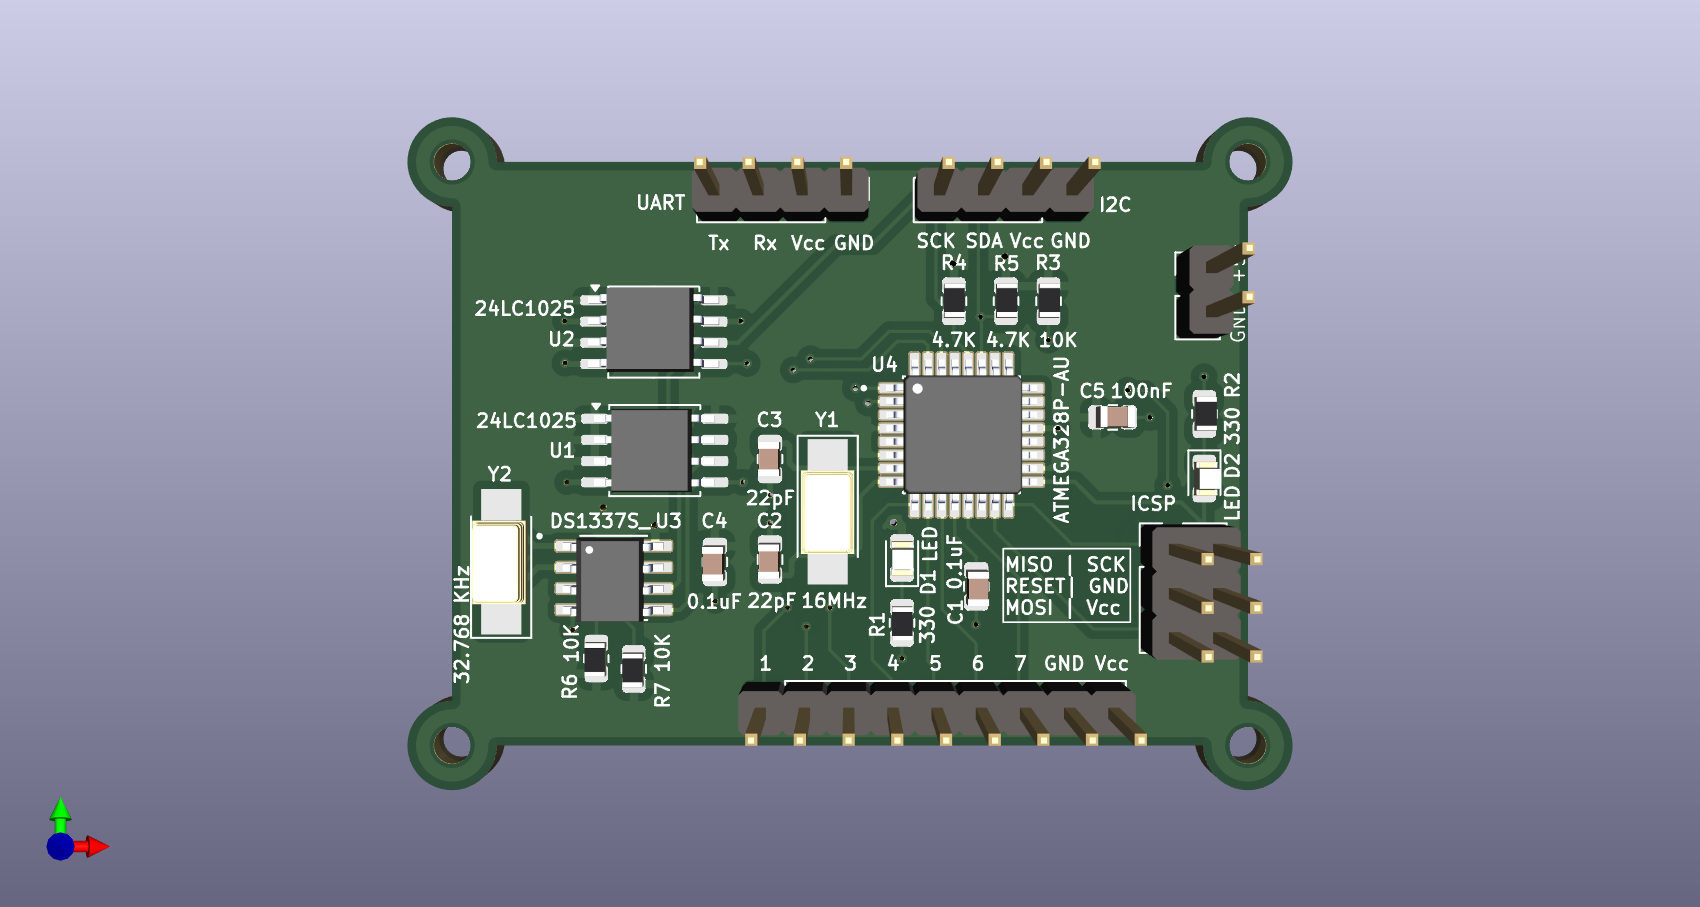 UART
I2C
Tx Rx Vcc GND
SCK SDA Vcc GND
R4 R5 R3
24LC1025
U2
4.7K 4.7K 10K
U4
ATMEGA328P-AU
C5 100nF
330 R2
24LC1025
U1
C3
Y1
22pF
Y2
LED D2
ICSP
DS1337S_U3
C4
C2
0.1uF
22pF
16MHz
32.768 KHz
D1 LED
C1 0.1uF
MISO | SCK
RESET| GND
MOSI | Vcc
R1
330
R6 10K
R7 10K
1 2 3 4 5 6 7 GND Vcc